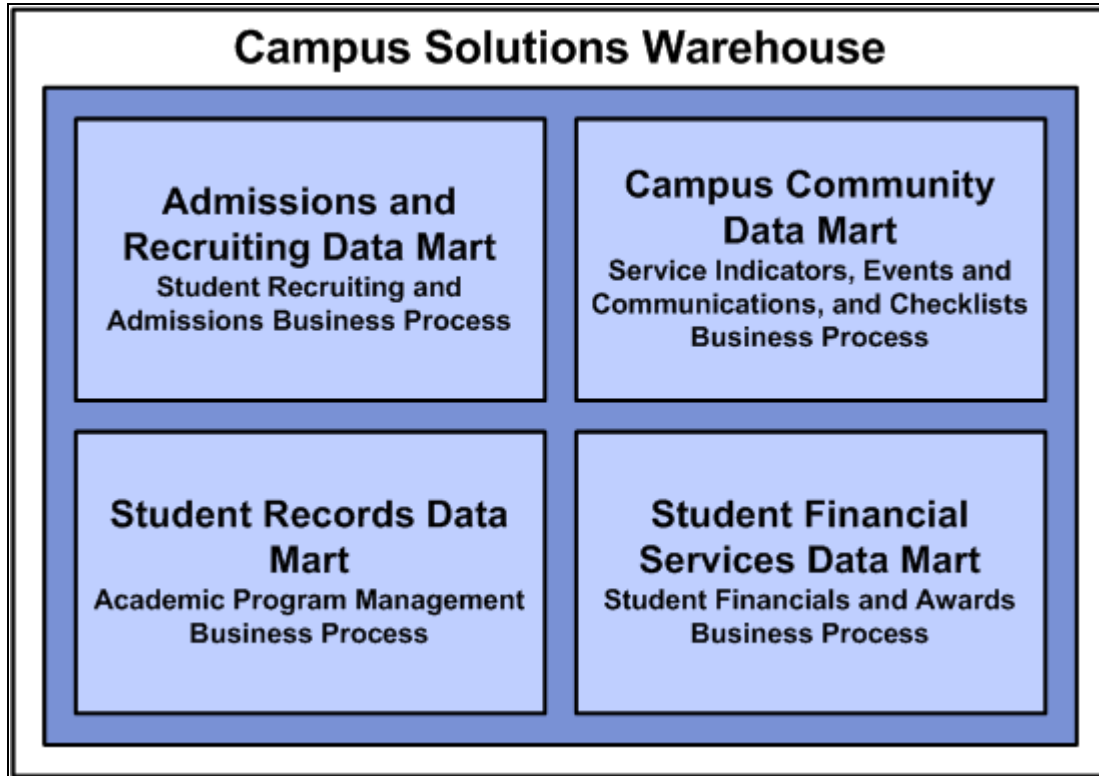 Campus Solutions Warehouse
Admissions and
Recruiting Data Mart
Student Recruiting and
Admissions Business Process
Campus Community
Data Mart
Service Indicators, Events and
Communications, and Checklists
Business Process
Student Records Data
Mart
Academic Program Management
Business Process
Student Financial
Services Data Mart
Student Financials and Awards
Business Process